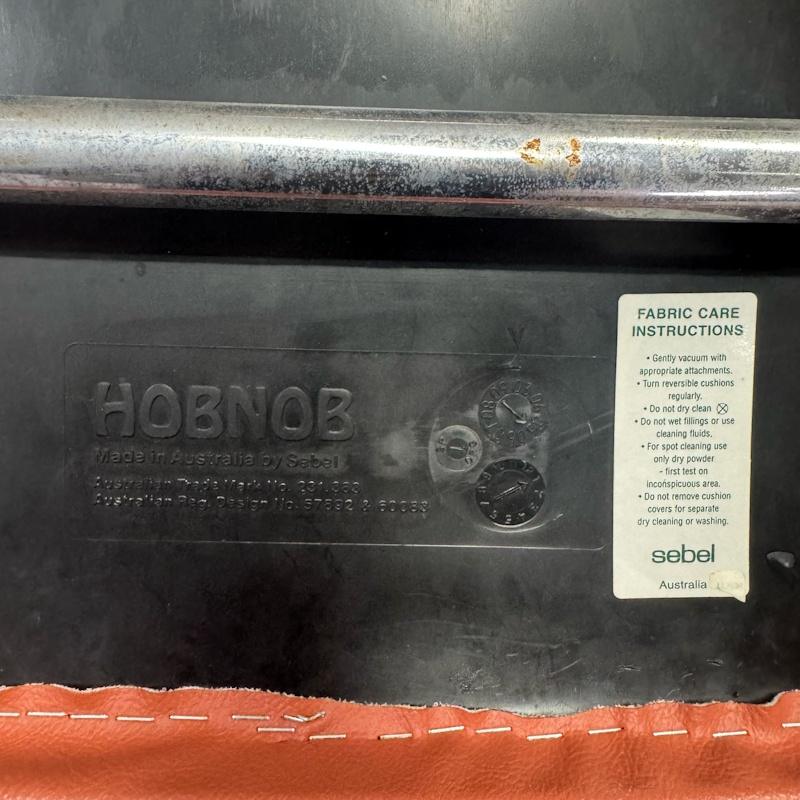 HOBNOB
Made in Australia by Sebel
Australian Trade Mark No. 291,363
Australian Reg. Design No. 57592 & 60083
FABRIC CARE
INSTRUCTIONS
• Gently vacuum with
appropriate attachments.
• Turn reversible cushions
regularly.
• Do not dry clean ⓧ
• Do not wet fillings or use
cleaning fluids.
• For spot cleaning use
only dry powder
- first test on
inconspicuous area.
• Do not remove cushion
covers for separate
dry cleaning or washing.
sebel
Australia